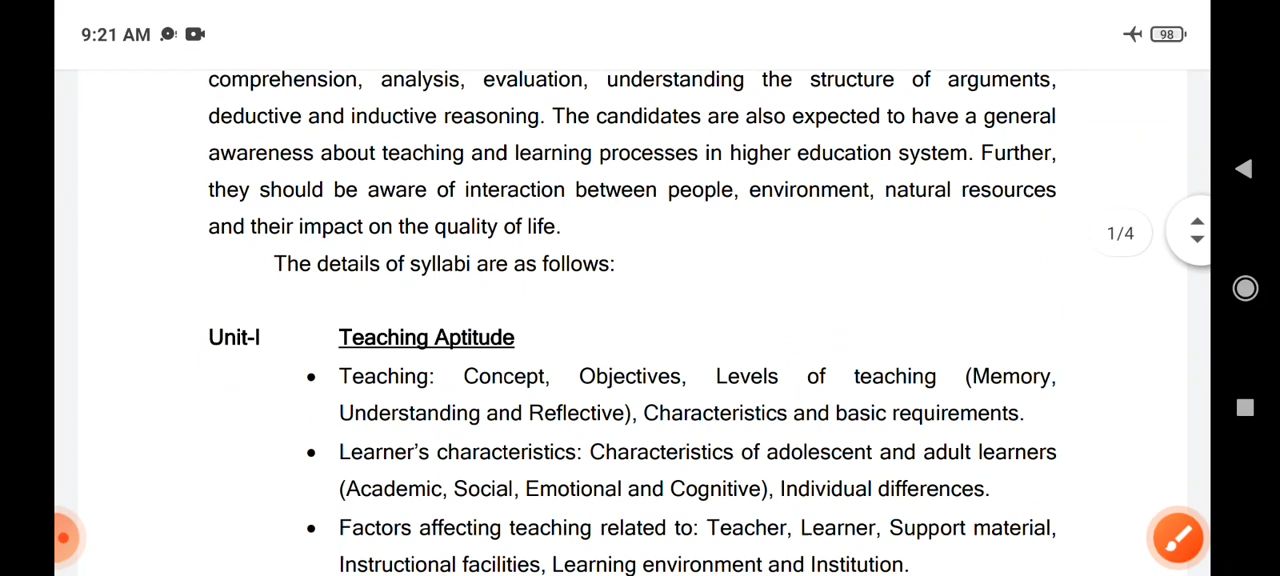 9:21 AM
98
comprehension, analysis, evaluation, understanding the structure of arguments,
deductive and inductive reasoning. The candidates are also expected to have a general
awareness about teaching and learning processes in higher education system. Further,
they should be aware of interaction between people, environment, natural resources
and their impact on the quality of life.
1/4
The details of syllabi are as follows:
Unit-I Teaching Aptitude
• Teaching: Concept, Objectives, Levels of teaching (Memory,
Understanding and Reflective), Characteristics and basic requirements.
• Learner's characteristics: Characteristics of adolescent and adult learners
(Academic, Social, Emotional and Cognitive), Individual differences.
• Factors affecting teaching related to: Teacher, Learner, Support material,
Instructional facilities, Learning environment and Institution.